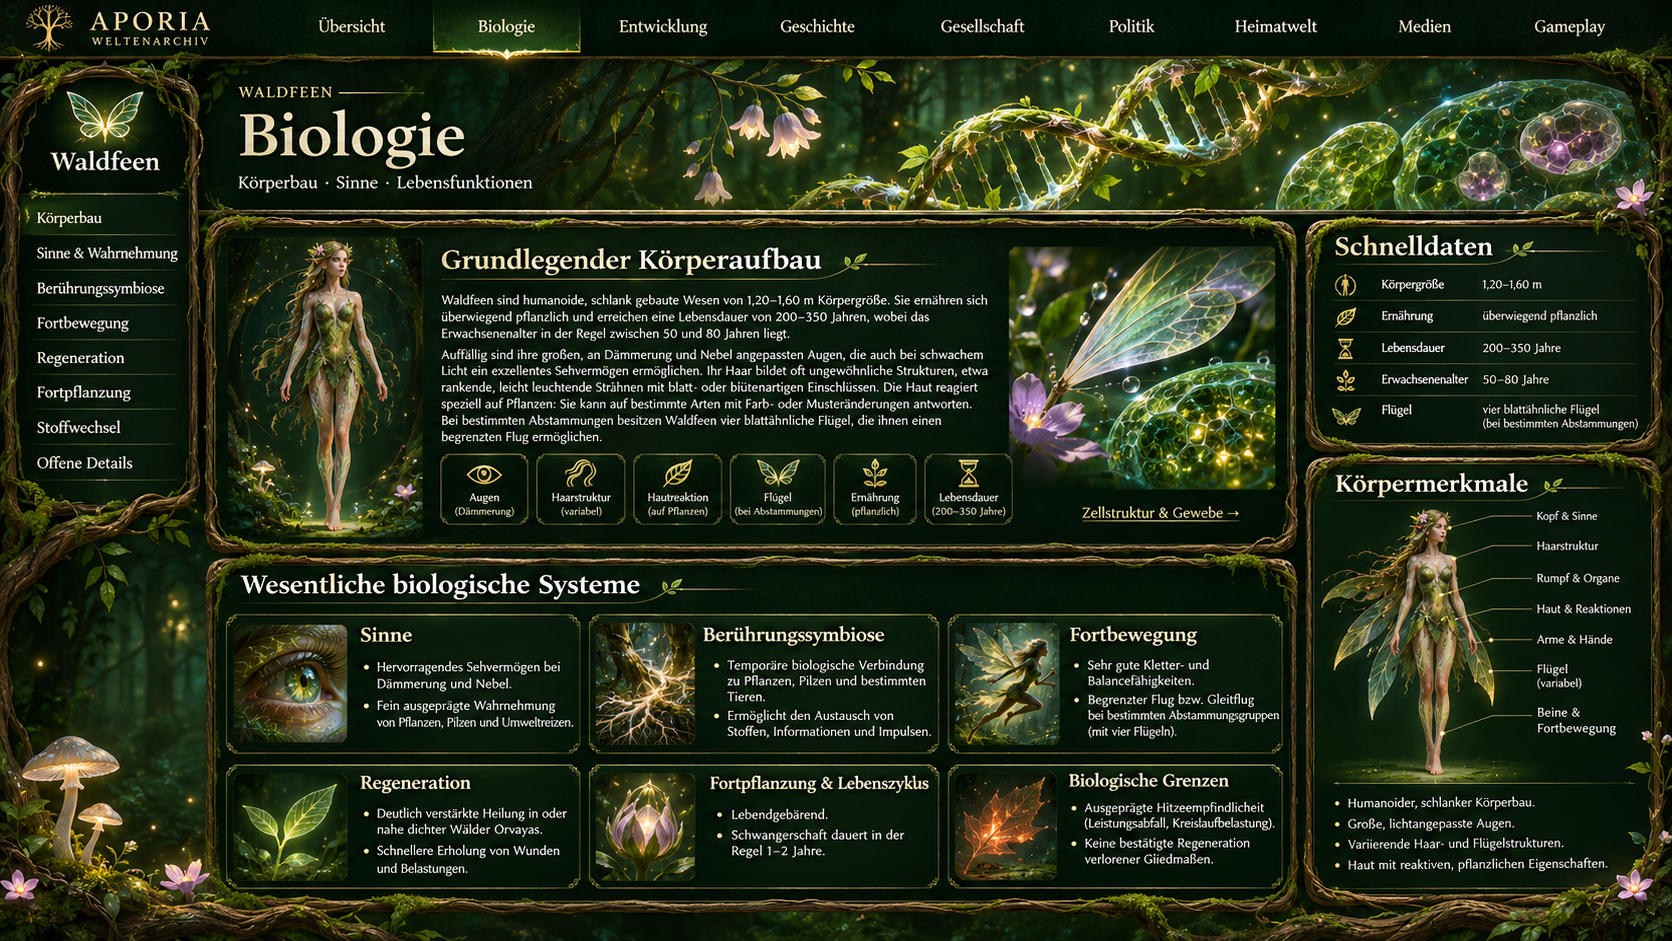 APORIA
WELTENARCHIV
Übersicht
Biologie
Entwicklung
Geschichte
Gesellschaft
Politik
Heimatwelt
Medien
Gameplay
Waldfeen
Körperbau
Sinne & Wahrnehmung
Berührungssymbiose
Fortbewegung
Regeneration
Fortpflanzung
Stoffwechsel
Offene Details
WALDFEEN
Biologie
Körperbau · Sinne · Lebensfunktionen
Grundlegender Körperaufbau
Waldfeen sind humanoide, schlank gebaute Wesen von 1,20–1,60 m Körpergröße. Sie ernähren sich
überwiegend pflanzlich und erreichen eine Lebensdauer von 200–350 Jahren, wobei das
Erwachsenenalter in der Regel zwischen 50 und 80 Jahren liegt.
Auffällig sind ihre großen, an Dämmerung und Nebel angepassten Augen, die auch bei schwachem
Licht ein exzellentes Sehvermögen ermöglichen. Ihr Haar bildet oft ungewöhnliche Strukturen, etwa
rankende, leicht leuchtende Strähnen mit blatt- oder blütenartigen Einschlüssen. Die Haut reagiert
speziell auf Pflanzen: Sie kann auf bestimmte Arten mit Farb- oder Musteränderungen antworten.
Bei bestimmten Abstammungen besitzen Waldfeen vier blattähnliche Flügel, die ihnen einen
begrenzten Flug ermöglichen.
Augen
(Dämmerung)
Haarstruktur
(variabel)
Hautreaktion
(auf Pflanzen)
Flügel
(bei Abstammungen)
Ernährung
(pflanzlich)
Lebensdauer
(200–350 Jahre)
Zellstruktur & Gewebe →
Schnelldaten
Körpergröße 1,20–1,60 m
Ernährung überwiegend pflanzlich
Lebensdauer 200–350 Jahre
Erwachsenenalter 50–80 Jahre
Flügel vier blattähnliche Flügel
(bei bestimmten Abstammungen)
Körpermerkmale
Kopf & Sinne
Haarstruktur
Rumpf & Organe
Haut & Reaktionen
Arme & Hände
Flügel
(variabel)
Beine &
Fortbewegung
• Humanoider, schlanker Körperbau.
• Große, lichtangepasste Augen.
• Variierende Haar- und Flügelstrukturen.
• Haut mit reaktiven, pflanzlichen Eigenschaften.
Wesentliche biologische Systeme
Sinne
• Hervorragendes Sehvermögen bei
Dämmerung und Nebel.
• Fein ausgeprägte Wahrnehmung
von Pflanzen, Pilzen und Umweltreizen.
Berührungssymbiose
• Temporäre biologische Verbindung
zu Pflanzen, Pilzen und bestimmten
Tieren.
• Ermöglicht den Austausch von
Stoffen, Informationen und Impulsen.
Fortbewegung
• Sehr gute Kletter- und
Balancefähigkeiten.
• Begrenzter Flug bzw. Gleitflug
bei bestimmten Abstammungsgruppen
(mit vier Flügeln).
Regeneration
• Deutlich verstärkte Heilung in oder
nahe dichter Wälder Orvayas.
• Schnellere Erholung von Wunden
und Belastungen.
Fortpflanzung & Lebenszyklus
• Lebendgebärend.
• Schwangerschaft dauert in der
Regel 1–2 Jahre.
Biologische Grenzen
• Ausgeprägte Hitzeempfindlicheit
(Leistungsabfall, Kreislaufbelastung).
• Keine bestätigte Regeneration
verlorener Gliedmaßen.